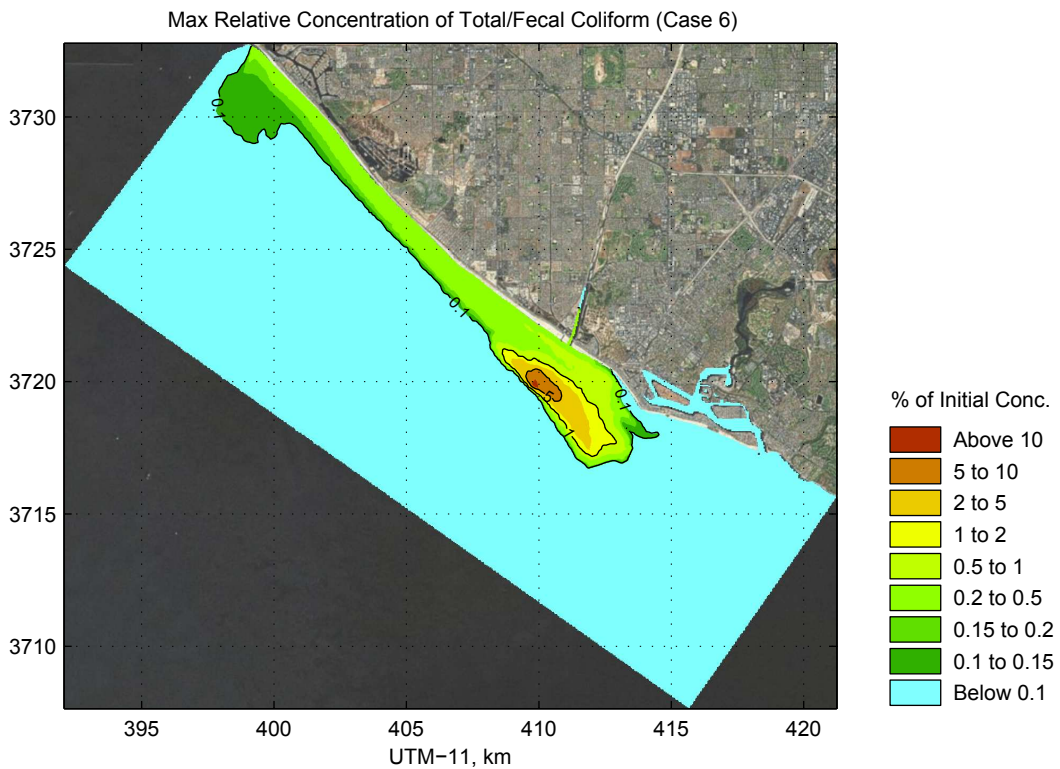 Max Relative Concentration of Total/Fecal Coliform (Case 6)
3730
3725
3720
3715
3710
0.1
0.1
0.1
5
1
% of Initial Conc.
Above 10
5 to 10
2 to 5
1 to 2
0.5 to 1
0.2 to 0.5
0.15 to 0.2
0.1 to 0.15
Below 0.1
395 400 405 410 415 420
UTM−11, km